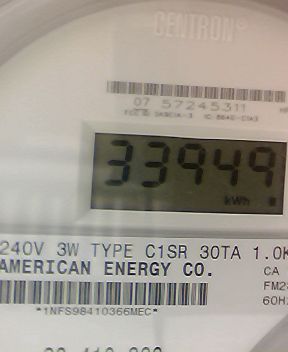 CENTRON®
07 57245311
33949
kWh
240V 3W TYPE C1SR 30TA 1.0K
AMERICAN ENERGY CO.
CA
FM2S
60Hz
*1NFS98410366MEC*